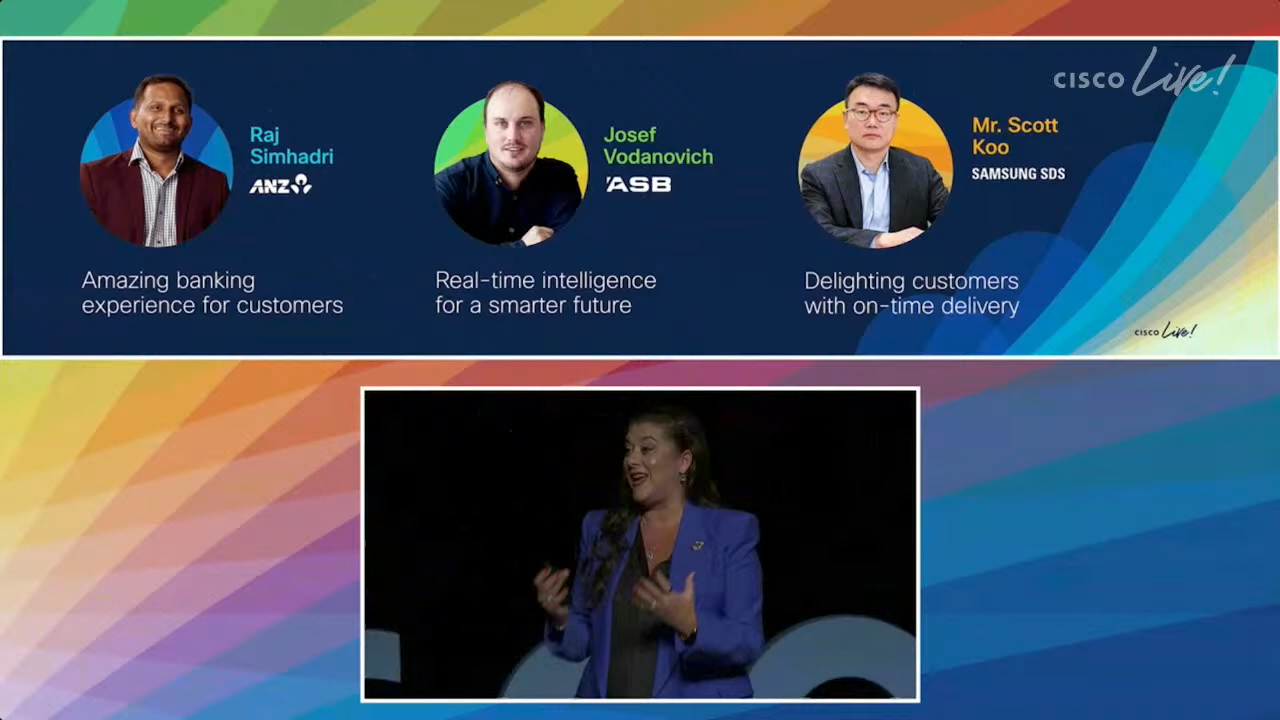 CISCO Live!
Raj
Simhadri
ANZ
Amazing banking
experience for customers
Josef
Vodanovich
ASB
Real-time intelligence
for a smarter future
Mr. Scott
Koo
SAMSUNG SDS
Delighting customers
with on-time delivery
CISCO Live!